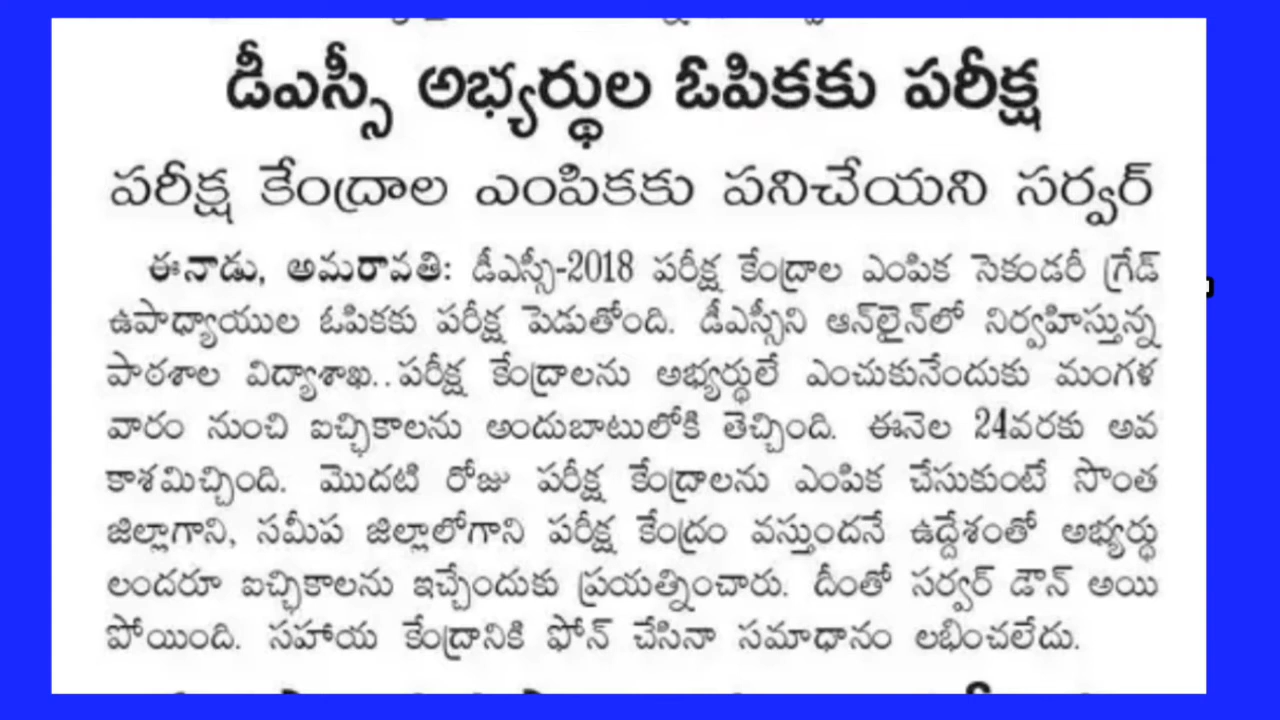 డీఎస్సీ అభ్యర్థుల ఓపికకు పరీక్ష
పరీక్ష కేంద్రాల ఎంపికకు పనిచేయని సర్వర్
ఈనాడు, అమరావతి: డీఎస్సీ-2018 పరీక్ష కేంద్రాల ఎంపిక సెకండరీ గ్రేడ్
ఉపాధ్యాయుల ఓపికకు పరీక్ష పెడుతోంది. డీఎస్సీని ఆన్‌లైన్‌లో నిర్వహిస్తున్న
పాఠశాల విద్యాశాఖ..పరీక్ష కేంద్రాలను అభ్యర్థులే ఎంచుకునేందుకు మంగళ
వారం నుంచి ఐచ్ఛికాలను అందుబాటులోకి తెచ్చింది. ఈనెల 24వరకు అవ
కాశమిచ్చింది. మొదటి రోజు పరీక్ష కేంద్రాలను ఎంపిక చేసుకుంటే సొంత
జిల్లాగాని, సమీప జిల్లాలోగాని పరీక్ష కేంద్రం వస్తుందనే ఉద్దేశంతో అభ్యర్థు
లందరూ ఐచ్ఛికాలను ఇచ్చేందుకు ప్రయత్నించారు. దీంతో సర్వర్ డౌన్ అయి
పోయింది. సహాయ కేంద్రానికి ఫోన్ చేసినా సమాధానం లభించలేదు.